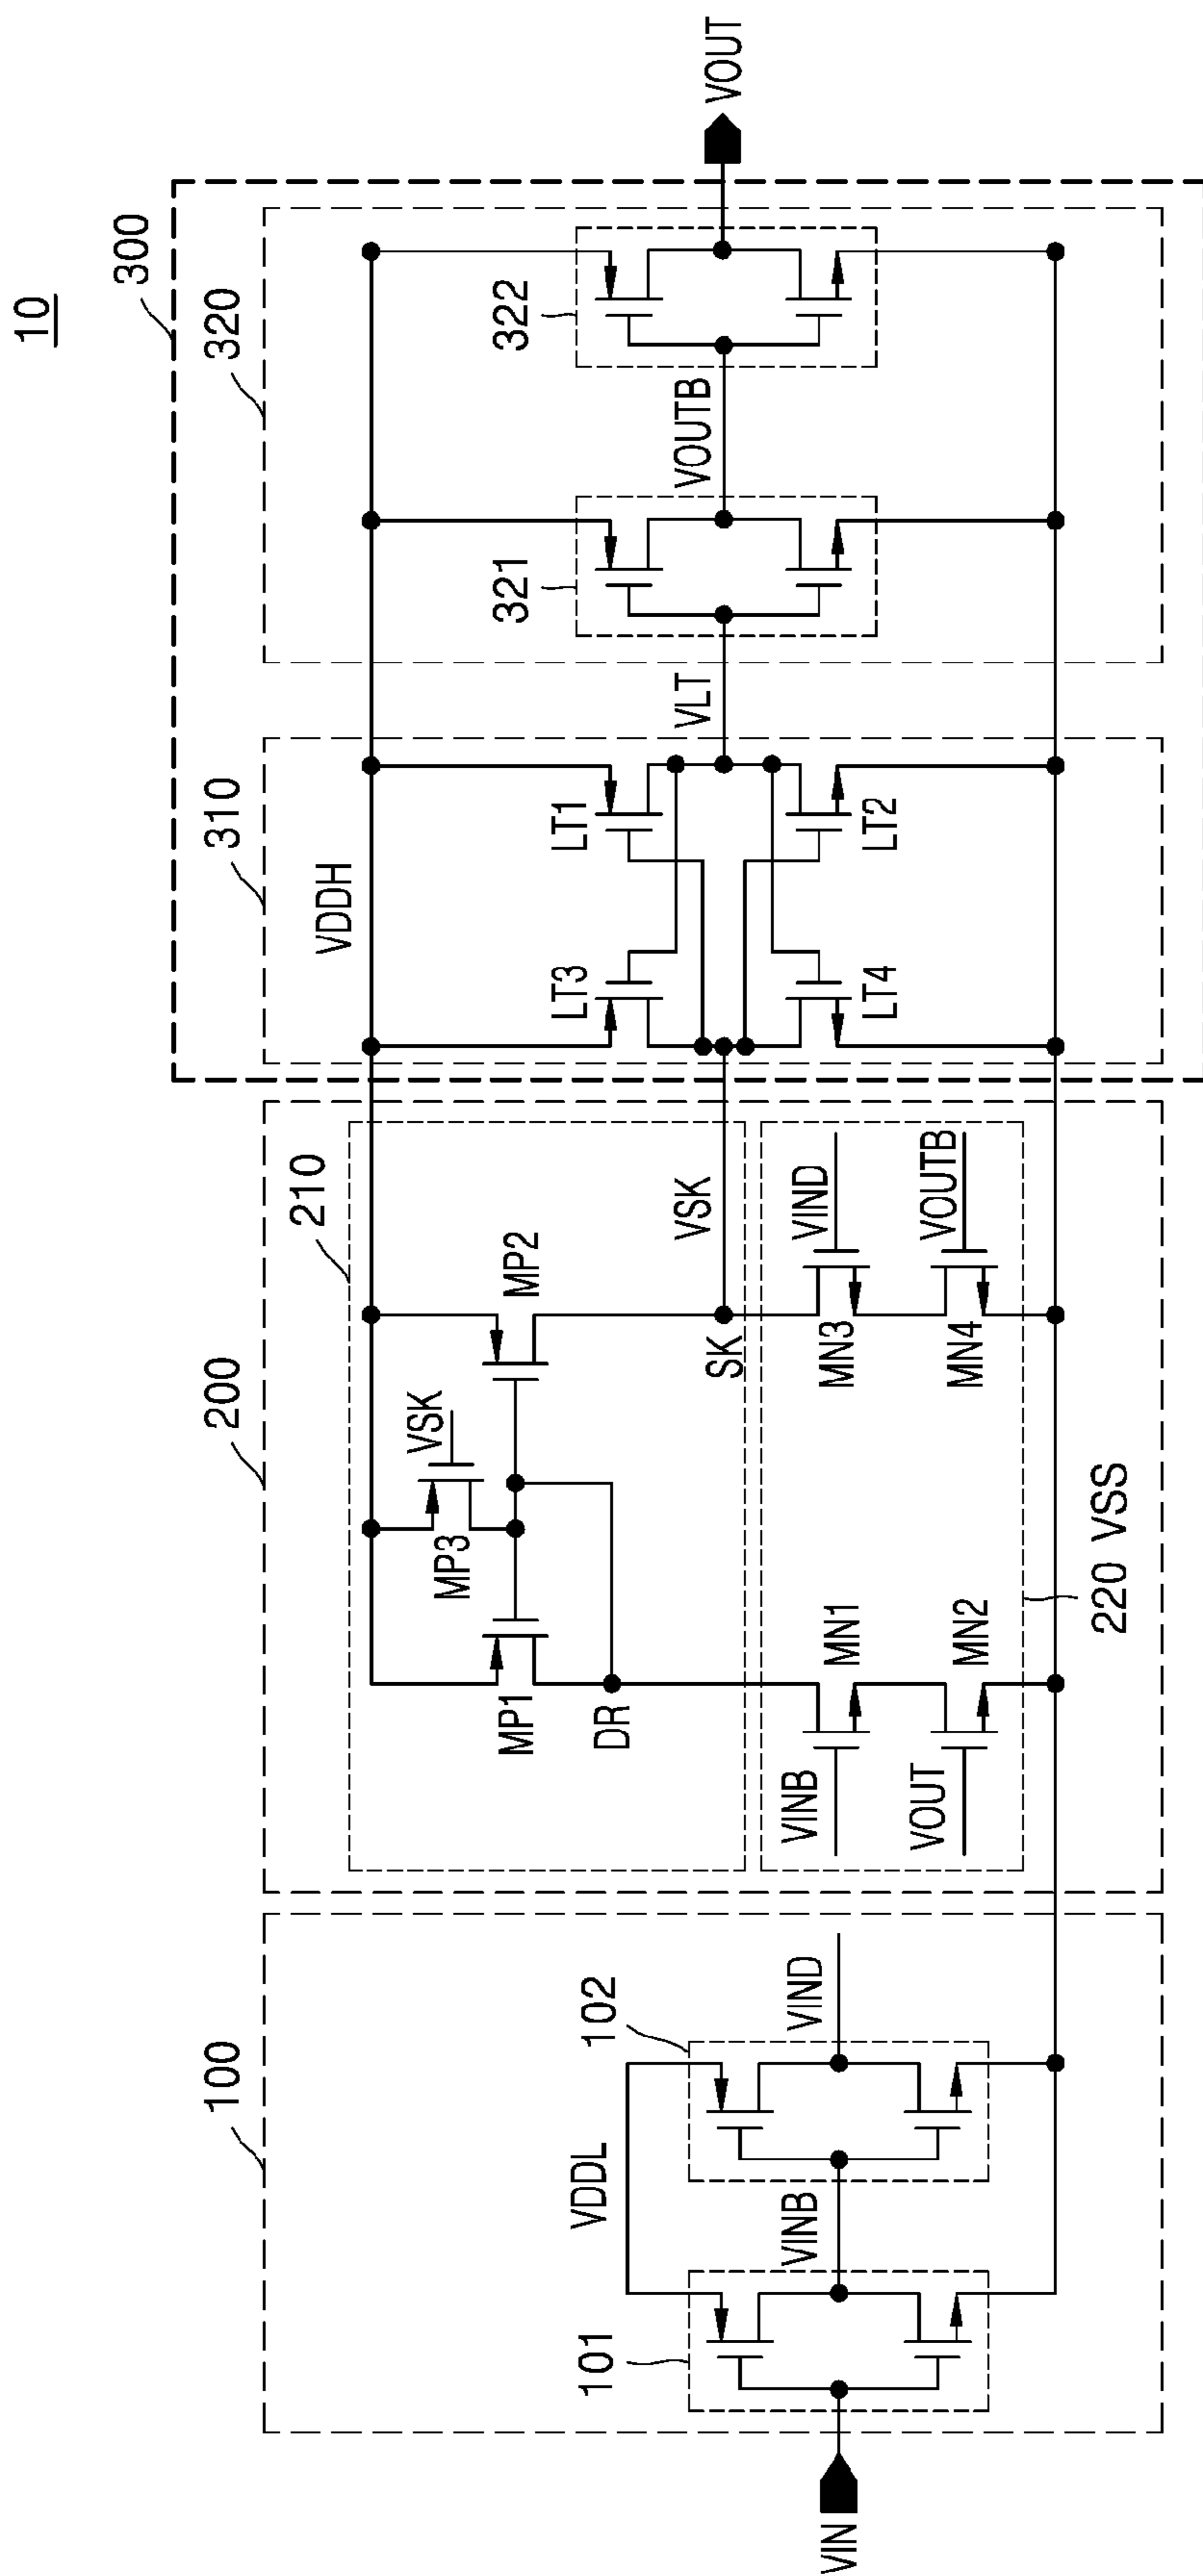 10
300
100
200
210
310
320
VDDH
VDDL
101
102
VIN
VINB
VIND
MP1
MP3
VSK
MP2
DR
SK
VSK
VINB
MN1
VOUT
MN2
VIND
MN3
VOUTB
MN4
220
VSS
LT3
LT1
LT4
LT2
VLT
321
VOUTB
322
VOUT